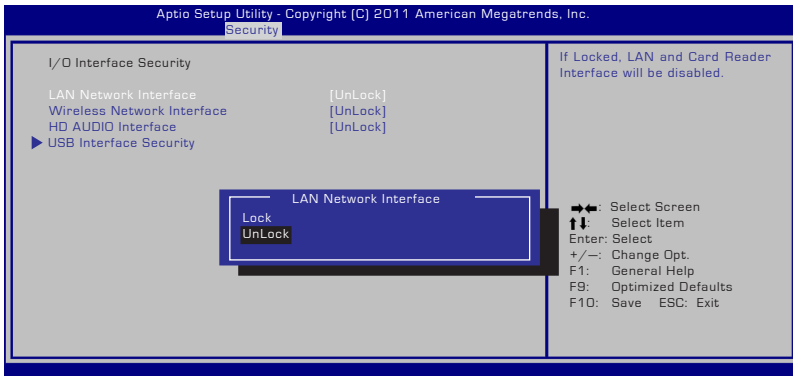 Aptio Setup Utility - Copyright (C) 2011 American Megatrends, Inc.
Security
I/O Interface Security
LAN Network Interface [UnLock]
Wireless Network Interface [UnLock]
HD AUDIO Interface [UnLock]
USB Interface Security
LAN Network Interface
Lock
UnLock
If Locked, LAN and Card Reader
Interface will be disabled.
: Select Screen
: Select Item
Enter: Select
+/—: Change Opt.
F1: General Help
F9: Optimized Defaults
F10: Save ESC: Exit